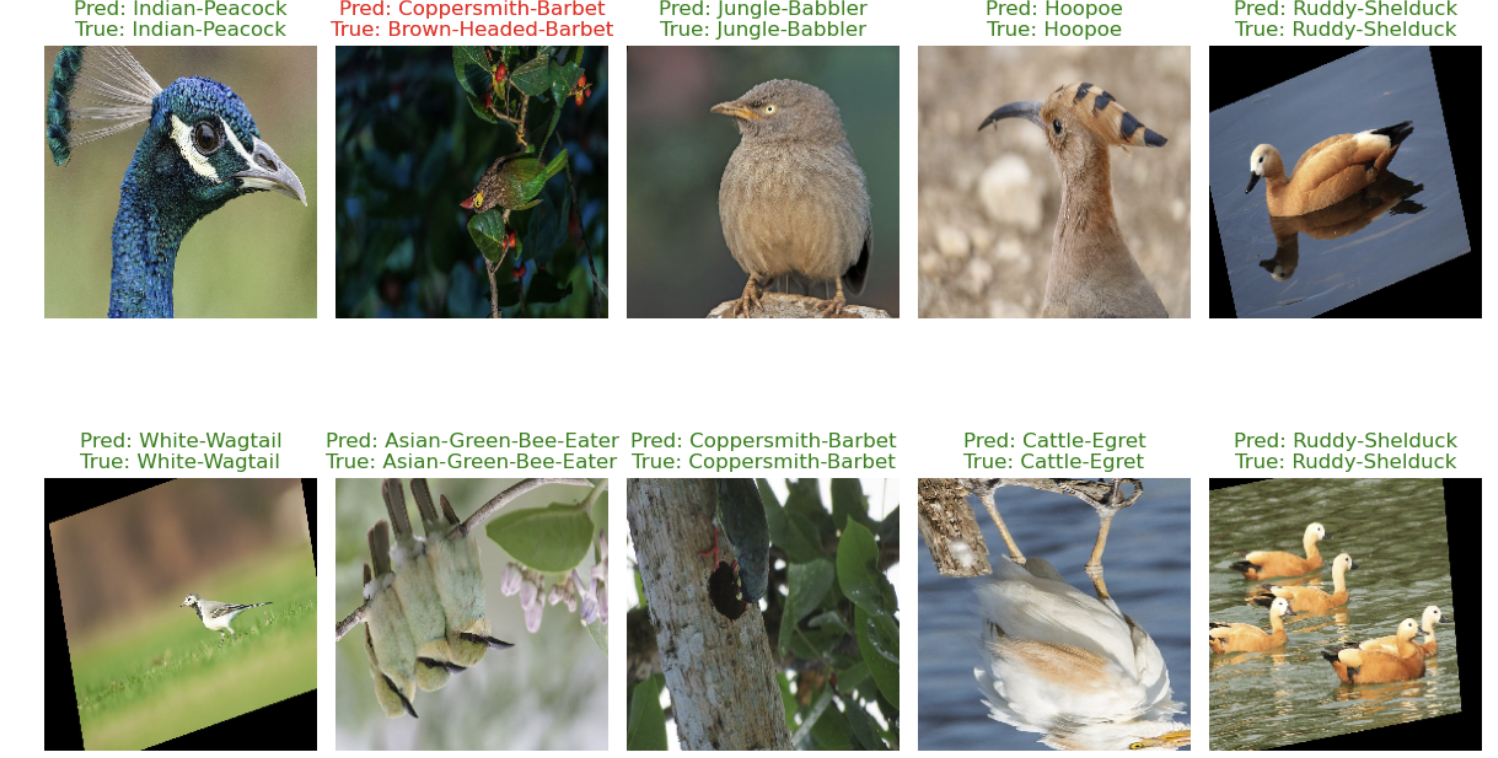 Pred: Indian-Peacock
True: Indian-Peacock
Pred: Coppersmith-Barbet
True: Brown-Headed-Barbet
Pred: Jungle-Babbler
True: Jungle-Babbler
Pred: Hoopoe
True: Hoopoe
Pred: Ruddy-Shelduck
True: Ruddy-Shelduck
Pred: White-Wagtail
True: White-Wagtail
Pred: Asian-Green-Bee-Eater
True: Asian-Green-Bee-Eater
Pred: Coppersmith-Barbet
True: Coppersmith-Barbet
Pred: Cattle-Egret
True: Cattle-Egret
Pred: Ruddy-Shelduck
True: Ruddy-Shelduck